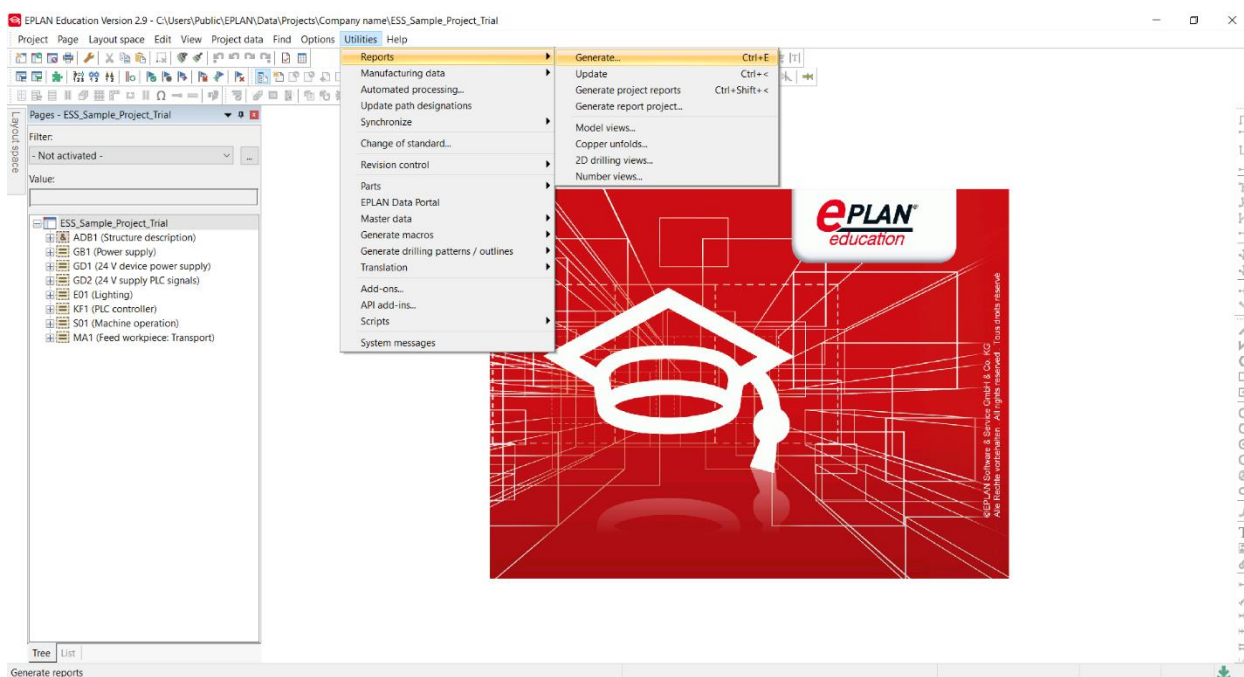 EPLAN Education Version 2.9 - C:\Users\Public\EPLAN\Data\Projects\Company name\ESS_Sample_Project_Trial
Project Page Layout space Edit View Project data Find Options Utilities Help
Reports
Manufacturing data
Automated processing...
Update path designations
Synchronize
Change of standard...
Revision control
Parts
EPLAN Data Portal
Master data
Generate macros
Generate drilling patterns / outlines
Translation
Add-ons...
API add-ins...
Scripts
System messages
Generate... Ctrl+E
Update Ctrl+<
Generate project reports Ctrl+Shift+<
Generate report project...
Model views...
Copper unfolds...
2D drilling views...
Number views...
Layout space
Pages - ESS_Sample_Project_Trial
Filter:
- Not activated -
...
Value:
ESS_Sample_Project_Trial
ADB1 (Structure description)
GB1 (Power supply)
GD1 (24 V device power supply)
GD2 (24 V supply PLC signals)
E01 (Lighting)
KF1 (PLC controller)
S01 (Machine operation)
MA1 (Feed workpiece: Transport)
Tree List
Generate reports
ePLAN®
education
©EPLAN Software & Service GmbH & Co. KG
Alle Rechte vorbehalten. All rights reserved. Tous droits reservé